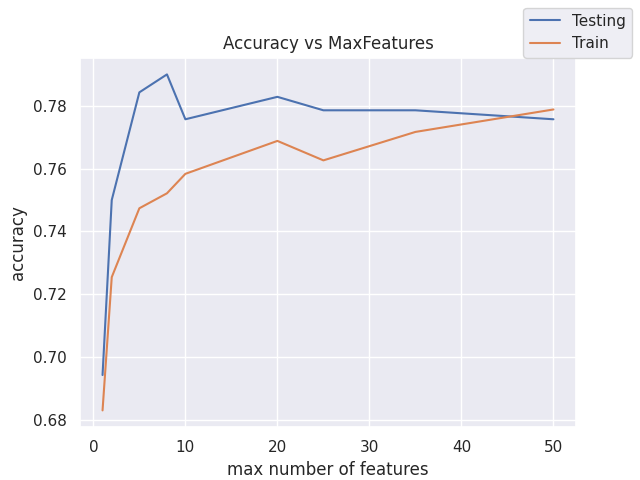 Testing
Train
Accuracy vs MaxFeatures
accuracy
0.78
0.76
0.74
0.72
0.70
0.68
0 10 20 30 40 50
max number of features